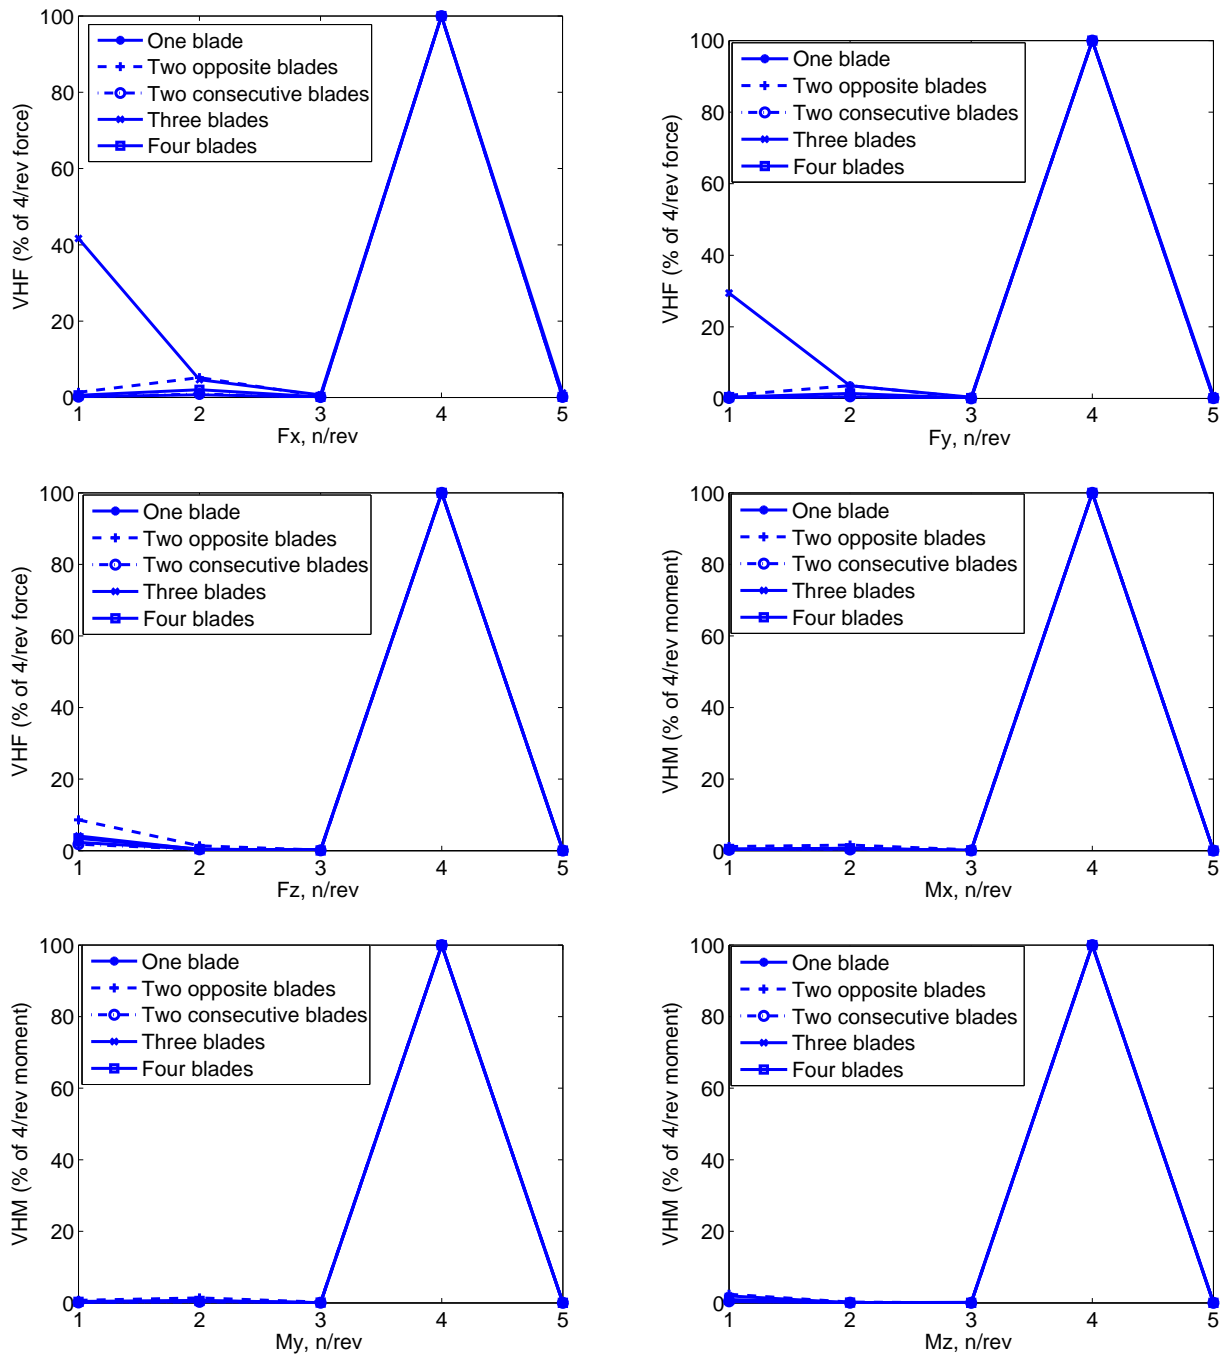 VHF (% of 4/rev force)
100
80
60
40
20
0
One blade
Two opposite blades
Two consecutive blades
Three blades
Four blades
1 2 3 4 5
Fx, n/rev
VHF (% of 4/rev force)
100
80
60
40
20
0
One blade
Two opposite blades
Two consecutive blades
Three blades
Four blades
1 2 3 4 5
Fy, n/rev
VHF (% of 4/rev force)
100
80
60
40
20
0
One blade
Two opposite blades
Two consecutive blades
Three blades
Four blades
1 2 3 4 5
Fz, n/rev
VHM (% of 4/rev moment)
100
80
60
40
20
0
One blade
Two opposite blades
Two consecutive blades
Three blades
Four blades
1 2 3 4 5
Mx, n/rev
VHM (% of 4/rev moment)
100
80
60
40
20
0
One blade
Two opposite blades
Two consecutive blades
Three blades
Four blades
1 2 3 4 5
My, n/rev
VHM (% of 4/rev moment)
100
80
60
40
20
0
One blade
Two opposite blades
Two consecutive blades
Three blades
Four blades
1 2 3 4 5
Mz, n/rev